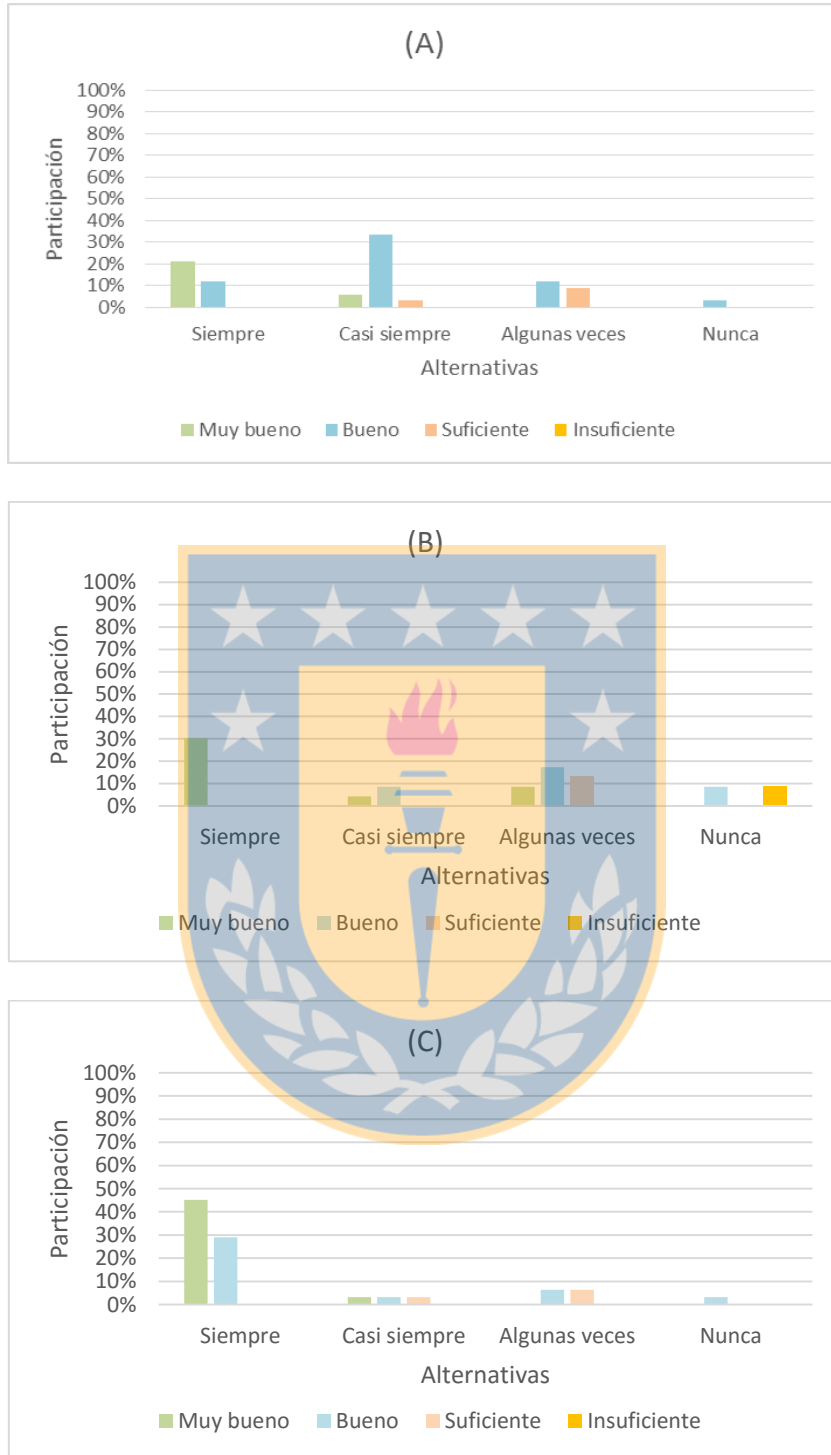 (A)
100%
90%
80%
70%
60%
50%
40%
30%
20%
10%
0%
Participación
Siempre Casi siempre Algunas veces Nunca
Alternativas
Muy bueno Bueno Suficiente Insuficiente
(B)
100%
90%
80%
70%
60%
50%
40%
30%
20%
10%
0%
Participación
Siempre Casi siempre Algunas veces Nunca
Alternativas
Muy bueno Bueno Suficiente Insuficiente
(C)
100%
90%
80%
70%
60%
50%
40%
30%
20%
10%
0%
Participación
Siempre Casi siempre Algunas veces Nunca
Alternativas
Muy bueno Bueno Suficiente Insuficiente